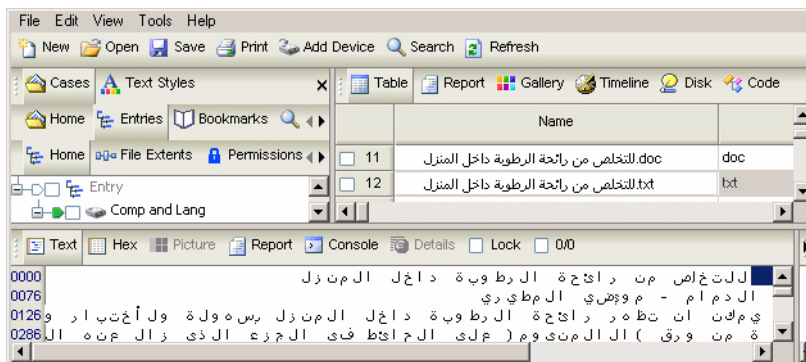 File Edit View Tools Help
New Open Save Print Add Device Search Refresh
Cases Text Styles
Table Report Gallery Timeline Disk Code
Home Entries Bookmarks
Name
Home File Extents Permissions
11 للتخلص من رائحة الرطوبة داخل المنزل.doc doc
12 للتخلص من رائحة الرطوبة داخل المنزل.txt txt
Entry
Comp and Lang
Text Hex Picture Report Console Details Lock 0/0
0000 للتخلص من رائحة الرطوبة داخل المنزل
0076 الدمام - مويضي المطيري
0126 يمكن ان تظهر رائحة الرطوبة داخل المنزل بسهولة ولأختبار و
0286 ة من ورق )الالمنيوم( على الحائط في الجزء الذي زال عنه ال